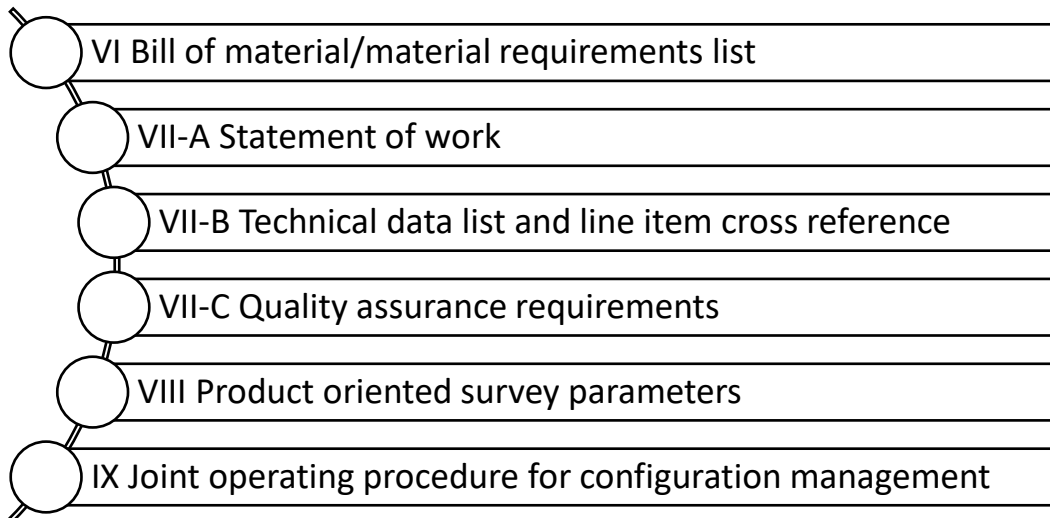 VI Bill of material/material requirements list
VII-A Statement of work
VII-B Technical data list and line item cross reference
VII-C Quality assurance requirements
VIII Product oriented survey parameters
IX Joint operating procedure for configuration management